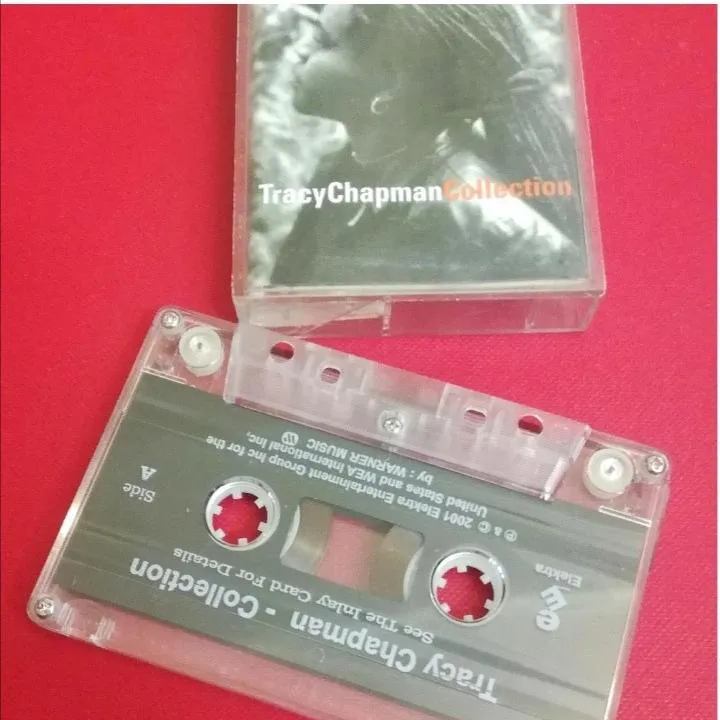 TracyChapmanCollection
Tracy Chapman - Collection
See The Inlay Card For Details
Elektra
Side
A
℗ & © 2001 Elektra Entertainment Group Inc for the
United States and WEA International Inc,
by : WARNER MUSIC